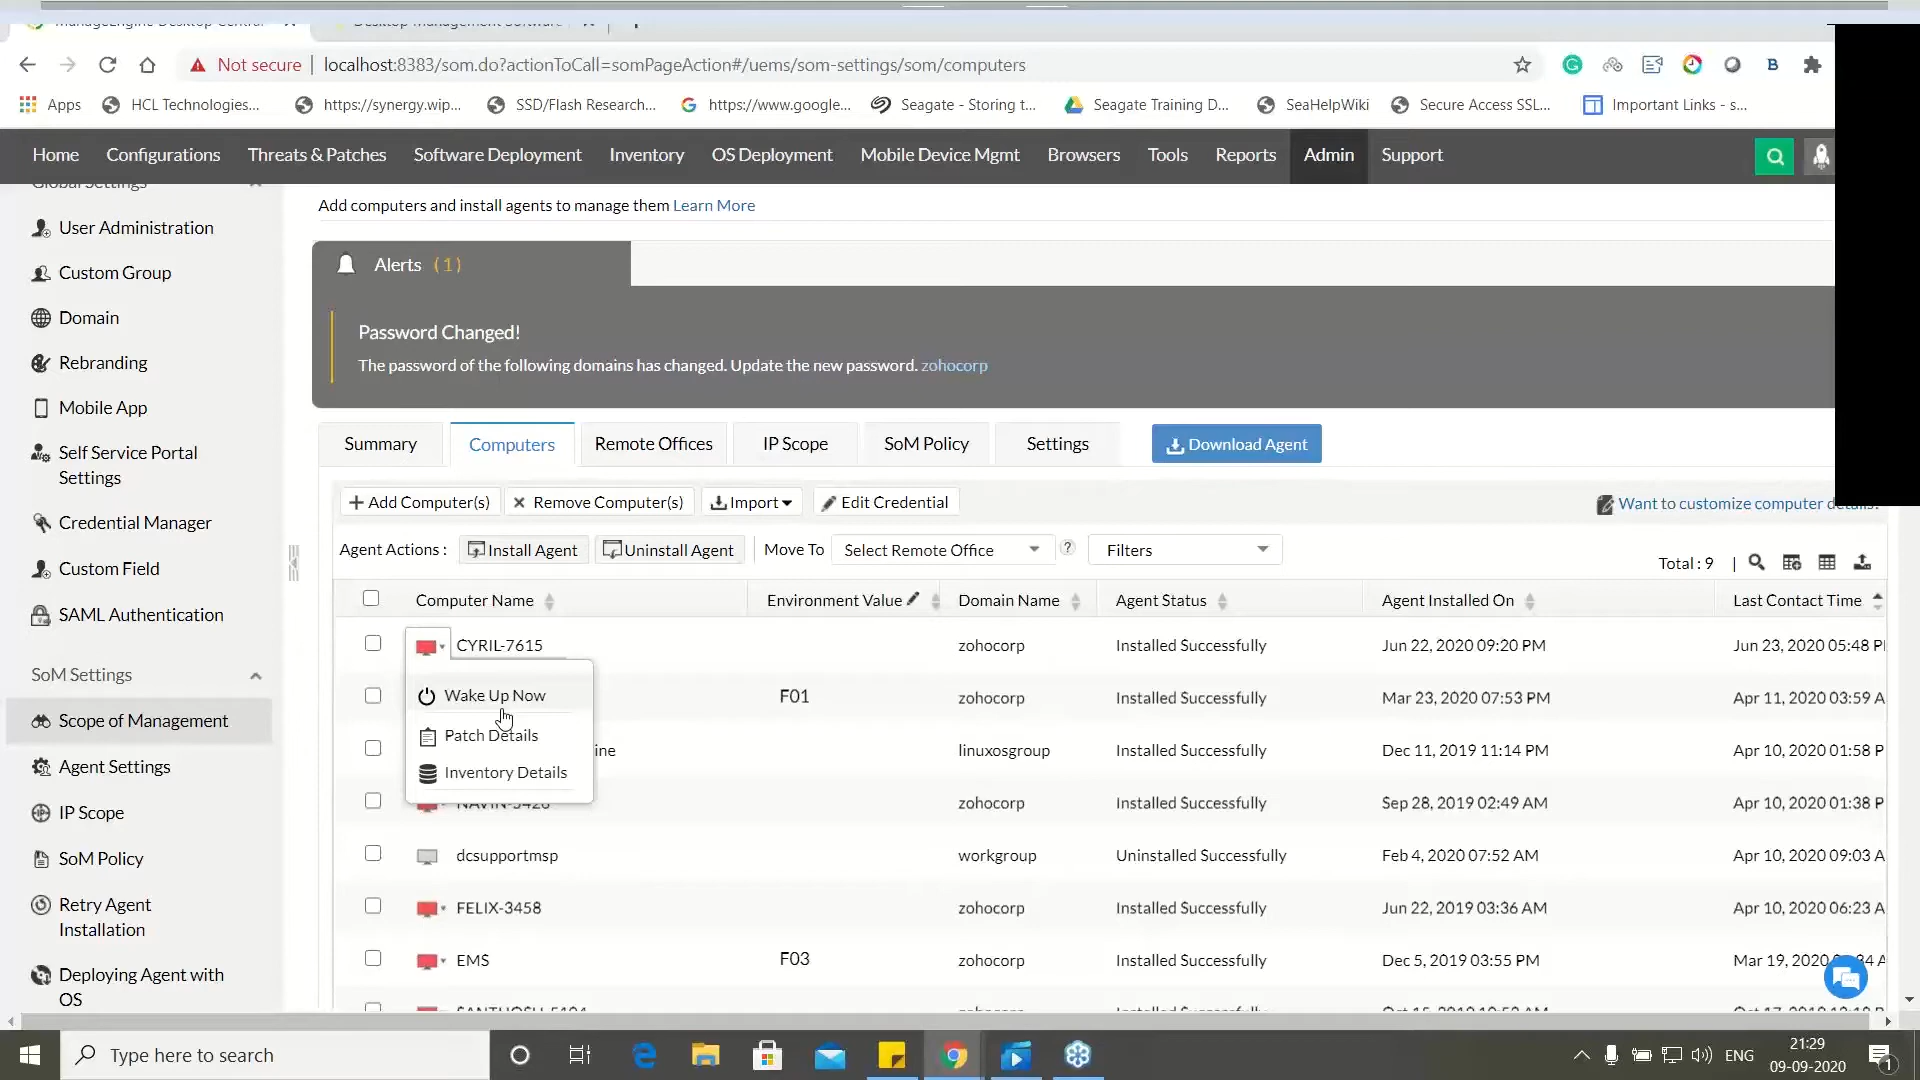 Not secure | localhost:8383/som.do?actionToCall=somPageAction#/uems/som-settings/som/computers
Apps HCL Technologies... https://synergy.wip... SSD/Flash Research... https://www.google... Seagate - Storing t... Seagate Training D... SeaHelpWiki Secure Access SSL... Important Links - s...
Home Configurations Threats & Patches Software Deployment Inventory OS Deployment Mobile Device Mgmt Browsers Tools Reports Admin Support
Global Settings
User Administration
Custom Group
Domain
Rebranding
Mobile App
Self Service Portal
Settings
Credential Manager
Custom Field
SAML Authentication
SoM Settings
Scope of Management
Agent Settings
IP Scope
SoM Policy
Retry Agent
Installation
Deploying Agent with
OS
Add computers and install agents to manage them Learn More
Alerts (1)
Password Changed!
The password of the following domains has changed. Update the new password. zohocorp
Summary Computers Remote Offices IP Scope SoM Policy Settings Download Agent
Add Computer(s) Remove Computer(s) Import Edit Credential Want to customize computer
Agent Actions : Install Agent Uninstall Agent Move To Select Remote Office ? Filters
Total : 9 |
Computer Name Environment Value Domain Name Agent Status Agent Installed On Last Contact Time
CYRIL-7615 zohocorp Installed Successfully Jun 22, 2020 09:20 PM Jun 23, 2020 05:48 P
Wake Up Now
F01 zohocorp Installed Successfully Mar 23, 2020 07:53 PM Apr 11, 2020 03:59 A
Patch Details
ine linuxosgroup Installed Successfully Dec 11, 2019 11:14 PM Apr 10, 2020 01:58 P
Inventory Details
zohocorp Installed Successfully Sep 28, 2019 02:49 AM Apr 10, 2020 01:38 P
dcsupportmsp workgroup Uninstalled Successfully Feb 4, 2020 07:52 AM Apr 10, 2020 09:03 A
FELIX-3458 zohocorp Installed Successfully Jun 22, 2019 03:36 AM Apr 10, 2020 06:23 A
EMS F03 zohocorp Installed Successfully Dec 5, 2019 03:55 PM Mar 19, 2020
Type here to search
ENG
21:29
09-09-2020
1